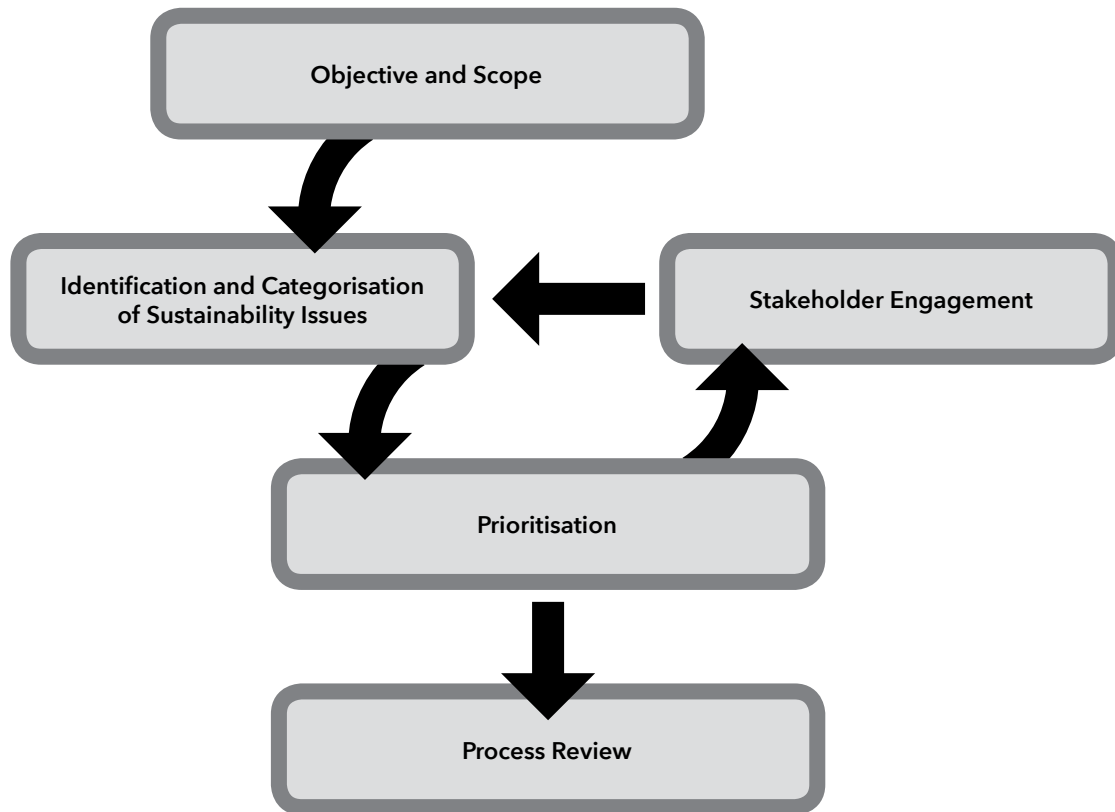 Objective and Scope
Identification and Categorisation
of Sustainability Issues
Stakeholder Engagement
Prioritisation
Process Review